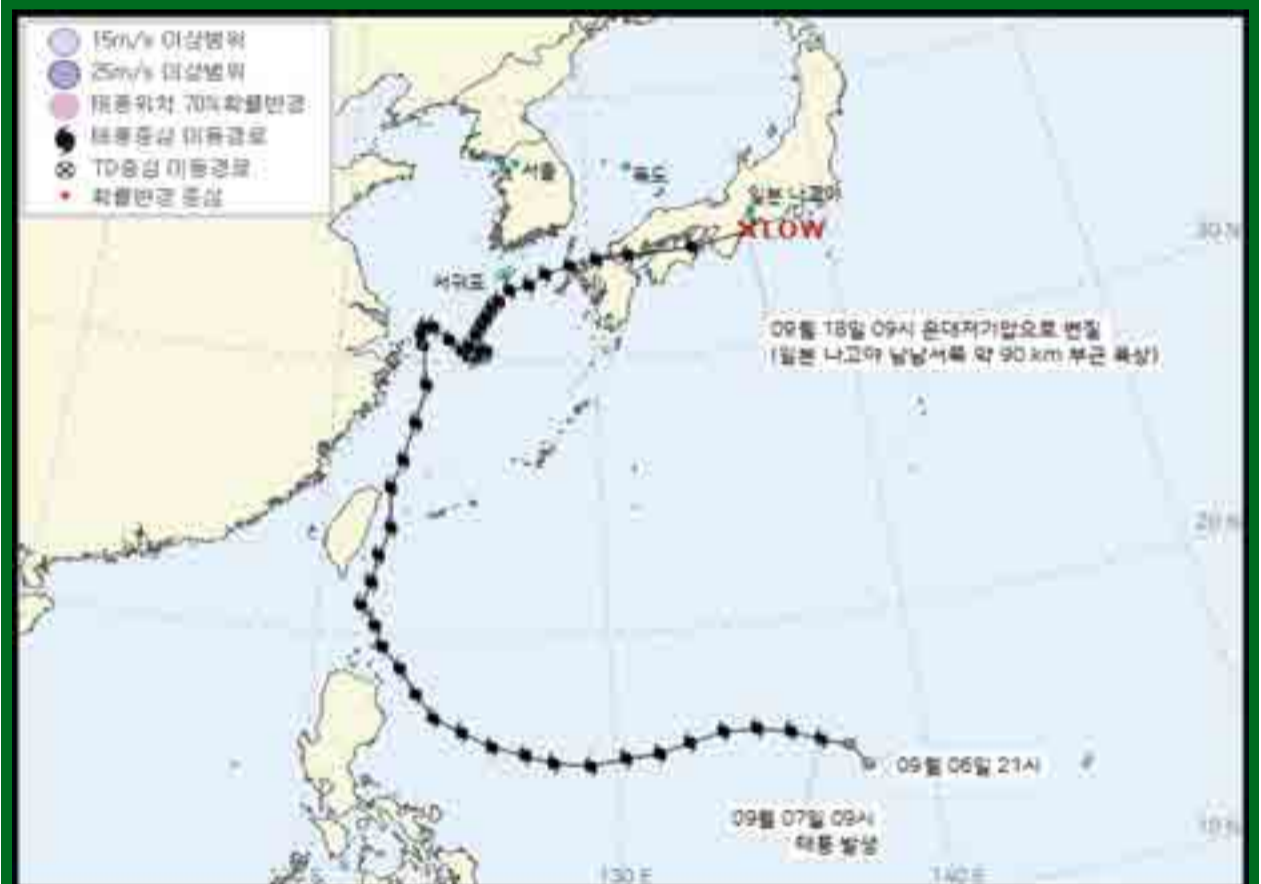 15m/s 이상범위
25m/s 이상범위
태풍위치 70%확률반경
태풍중심 이동경로
TD중심 이동경로
확률반경 중심
서울
독도
일본 나고야
LOW
30 N
서귀포
09월 18일 09시 온대저기압으로 변질
(일본 나고야 남남서쪽 약 90 km 부근 육상)
20 N
09월 06일 21시
09월 07일 09시
태풍 발생
10 N
130 E
140 E